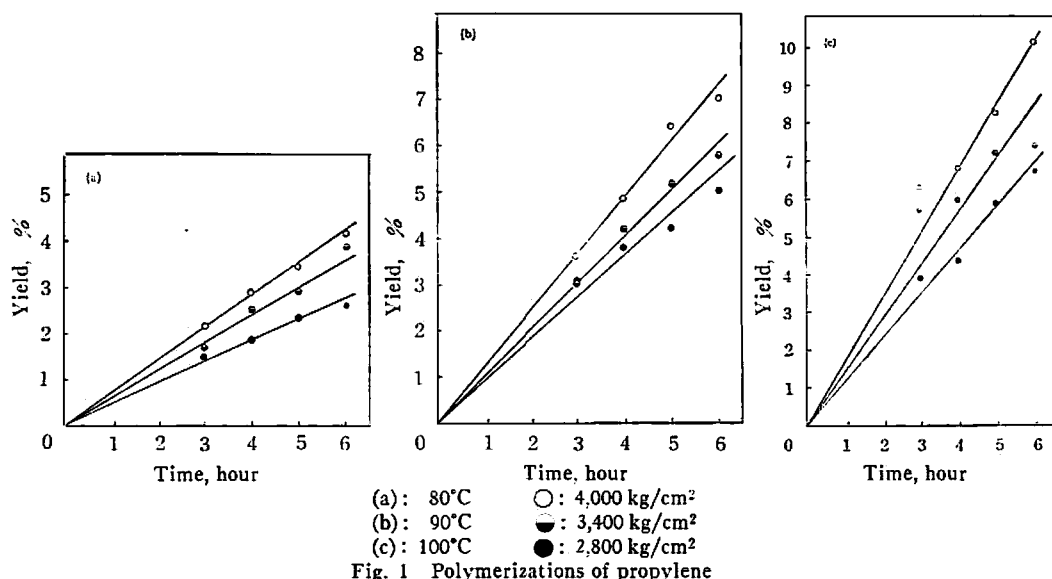 (a)
5
4
3
2
1
0
Yield, %
1 2 3 4 5 6
Time, hour
(b)
8
7
6
5
4
3
2
1
0
Yield, %
1 2 3 4 5 6
Time, hour
(c)
10
9
8
7
6
5
4
3
2
1
0
Yield, %
1 2 3 4 5 6
Time, hour
(a): 80°C ○: 4,000 kg/cm²
(b): 90°C ◒: 3,400 kg/cm²
(c): 100°C ●: 2,800 kg/cm²
Fig. 1 Polymerizations of propylene